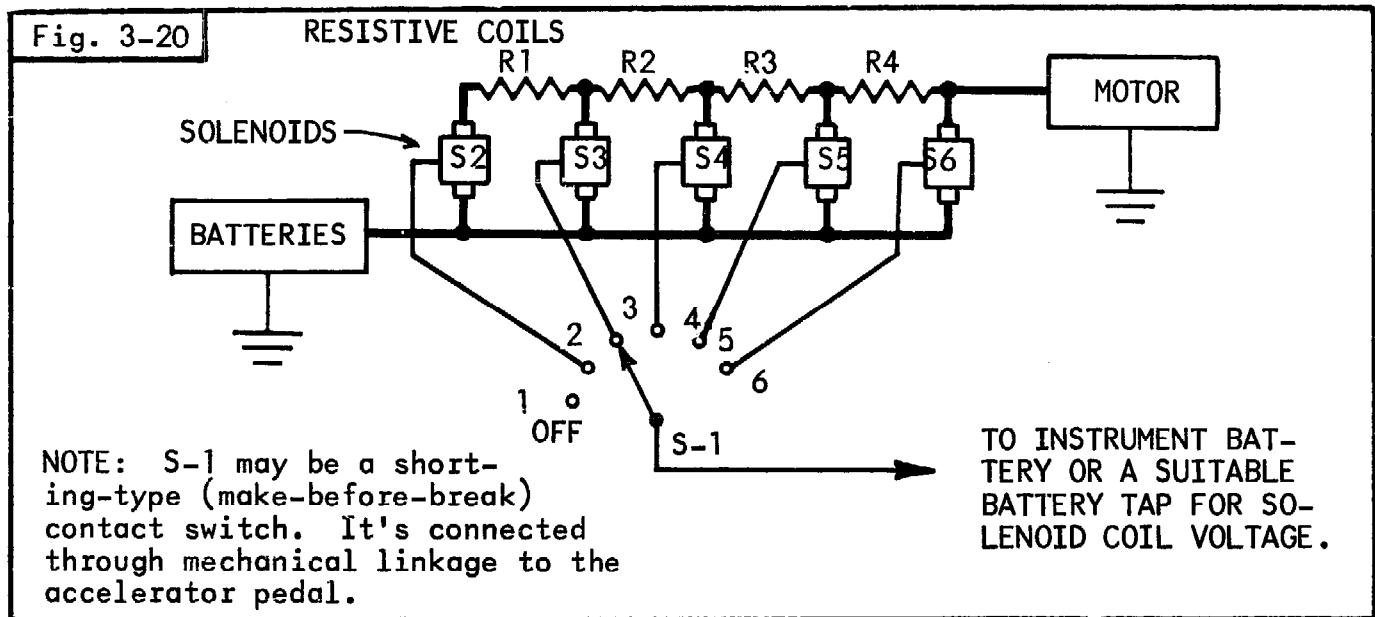 Fig. 3-20
RESISTIVE COILS
R1
R2
R3
R4
MOTOR
SOLENOIDS
S2
S3
S4
S5
S6
BATTERIES
1
OFF
2
3
4
5
6
S-1
NOTE: S-1 may be a short-
ing-type (make-before-break)
contact switch. It's connected
through mechanical linkage to the
accelerator pedal.
TO INSTRUMENT BAT-
TERY OR A SUITABLE
BATTERY TAP FOR SO-
LENOID COIL VOLTAGE.